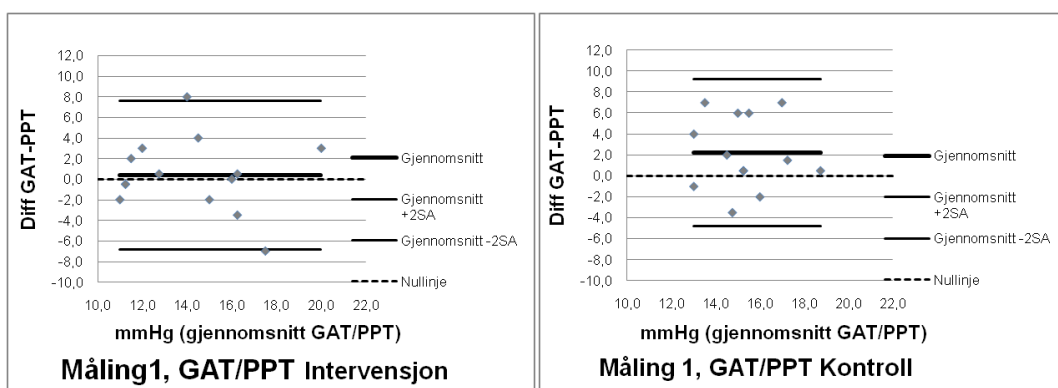 12,0
10,0
8,0
6,0
4,0
2,0
0,0
-2,0
-4,0
-6,0
-8,0
-10,0
Diff GAT-PPT
10,0 12,0 14,0 16,0 18,0 20,0 22,0
mmHg (gjennomsnitt GAT/PPT)
Gjennomsnitt
Gjennomsnitt
+2SA
Gjennomsnitt -2SA
Nullinje
Måling1, GAT/PPT Intervensjon
12,0
10,0
8,0
6,0
4,0
2,0
0,0
-2,0
-4,0
-6,0
-8,0
-10,0
Diff GAT-PPT
10,0 12,0 14,0 16,0 18,0 20,0 22,0
mmHg (gjennomsnitt GAT/PPT)
Gjennomsnitt
Gjennomsnitt
+2SA
Gjennomsnitt -2SA
Nullinje
Måling 1, GAT/PPT Kontroll